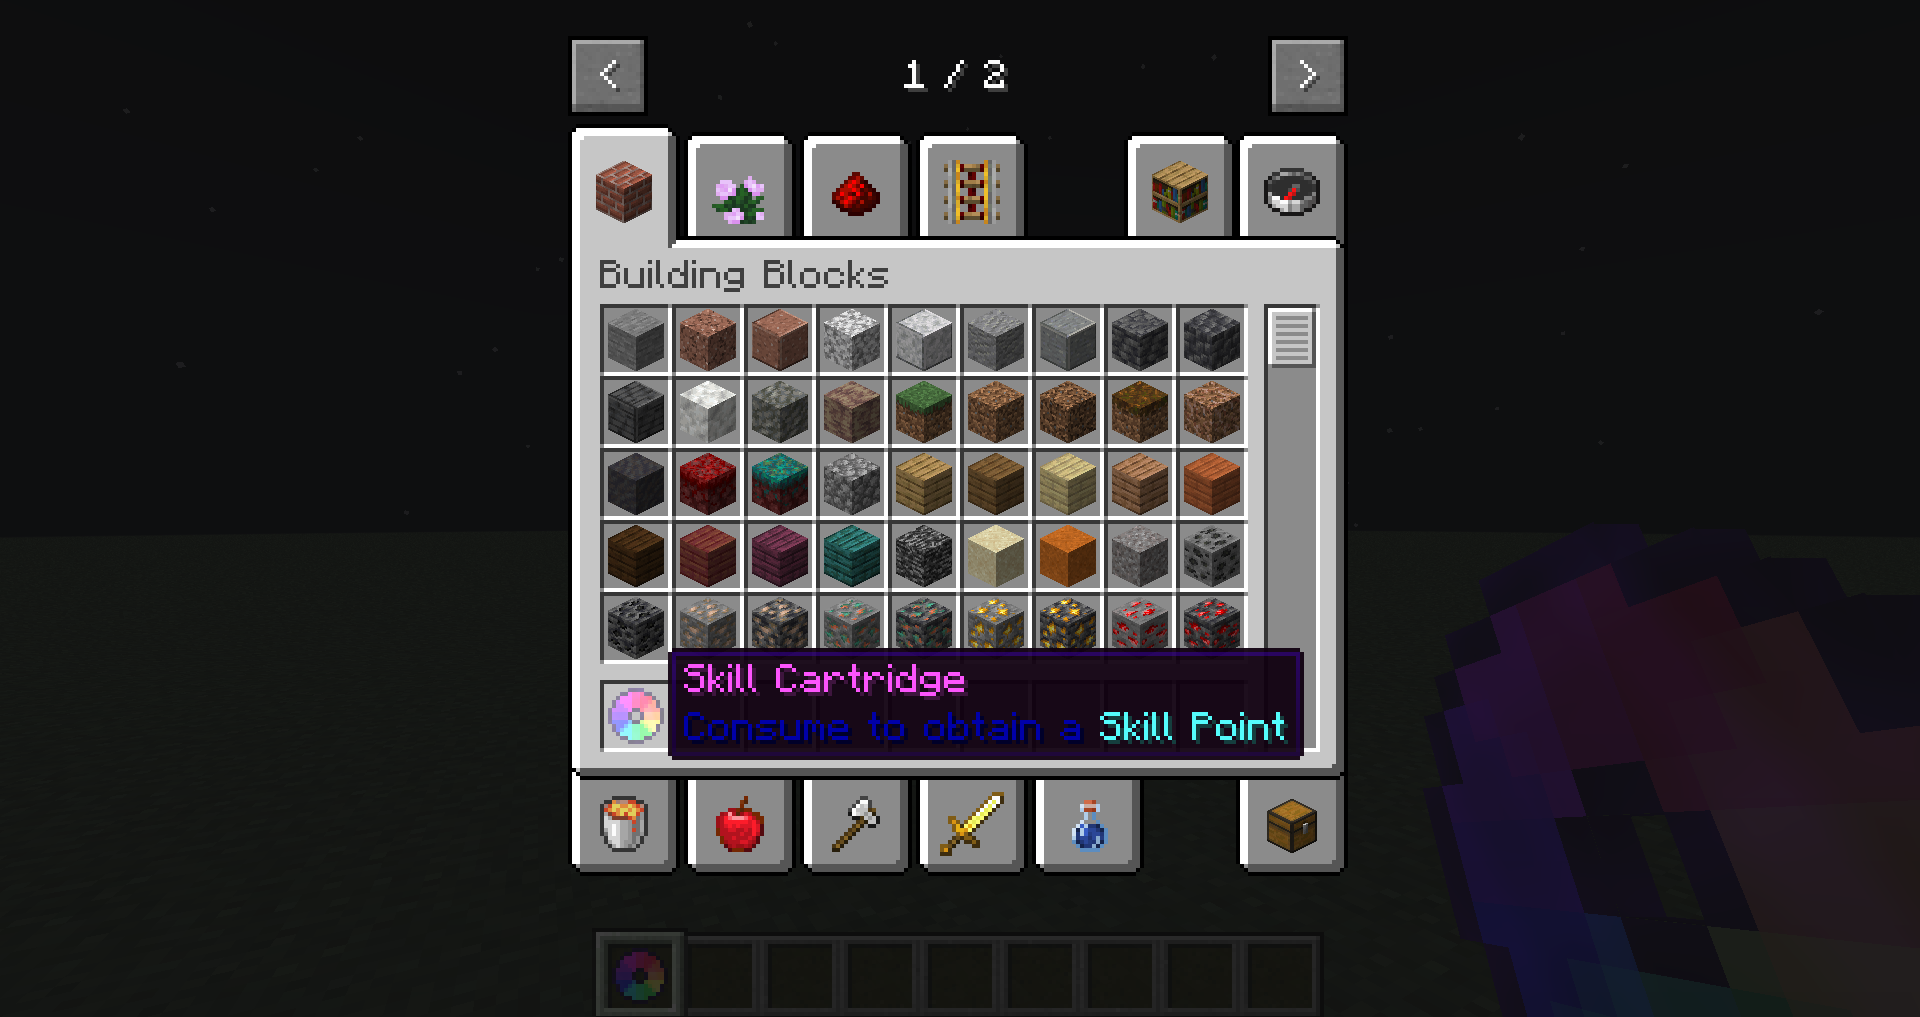 < 1 / 2 >
Building Blocks
Skill Cartridge
Consume to obtain a Skill Point